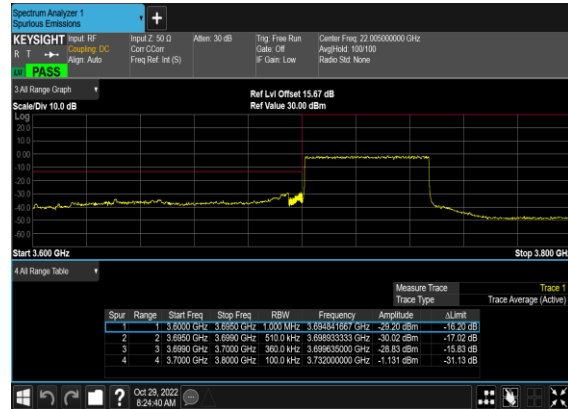 Spectrum Analyzer 1
Spurious Emissions
+
KEYSIGHT Input: RF Input Z: 50 Ω Atten: 30 dB Trig: Free Run Center Freq: 22.005000000 GHz
R T Coupling: DC Corr CCorr Gate: Off Avg|Hold: 100/100
Align: Auto Freq Ref: Int (S) IF Gain: Low Radio Std: None
LW PASS
3 All Range Graph Ref Lvl Offset 15.67 dB
Scale/Div 10.0 dB Ref Value 30.00 dBm
Log
20.0
10.0
0.00
-10.0
-20.0
-30.0
-40.0
-50.0
-60.0
Start 3.600 GHz Stop 3.800 GHz
4 All Range Table
Measure Trace Trace 1
Trace Type Trace Average (Active)
Spur Range Start Freq Stop Freq RBW Frequency Amplitude ΔLimit
1 1 3.6000 GHz 3.6950 GHz 1.000 MHz 3.694841667 GHz -29.20 dBm -16.20 dB
2 2 3.6950 GHz 3.6990 GHz 510.0 kHz 3.698933333 GHz -30.02 dBm -17.02 dB
3 3 3.6990 GHz 3.7000 GHz 360.0 kHz 3.699635000 GHz -28.83 dBm -15.83 dB
4 4 3.7000 GHz 3.8000 GHz 100.0 kHz 3.732000000 GHz -1.131 dBm -31.13 dB
? Oct 29, 2022
8:24:40 AM